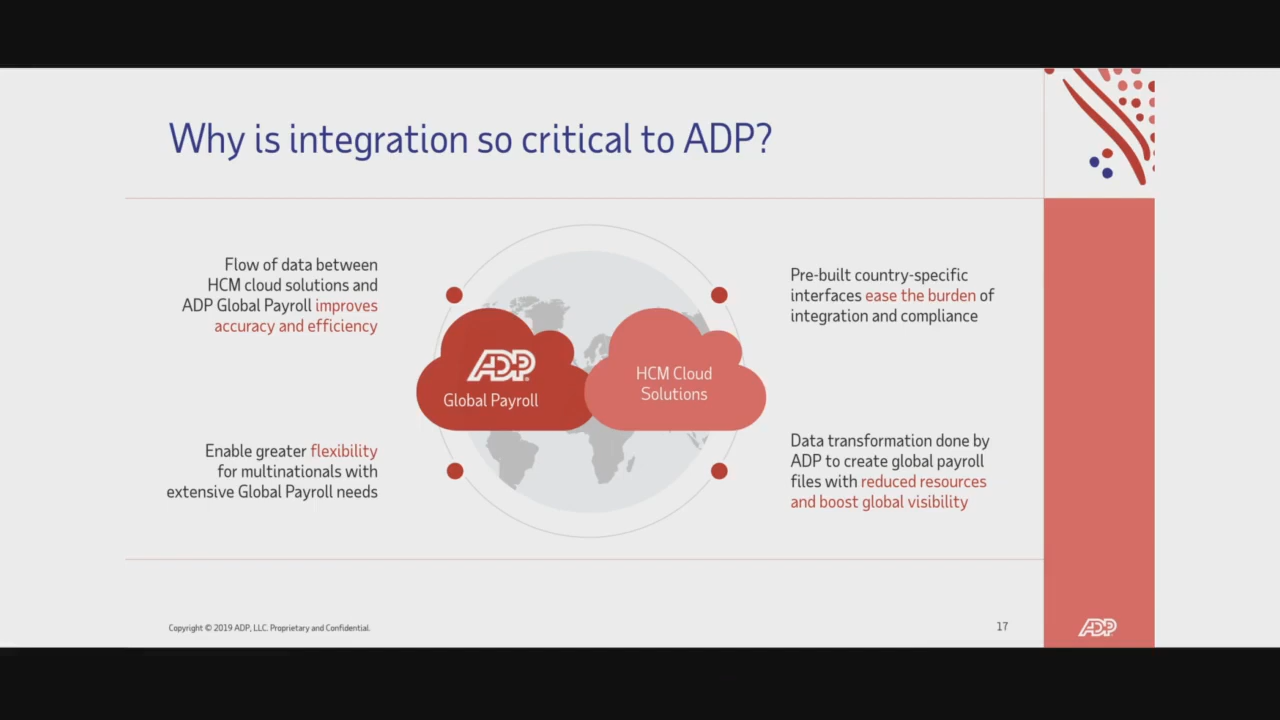 Why is integration so critical to ADP?
Flow of data between
HCM cloud solutions and
ADP Global Payroll improves
accuracy and efficiency
Pre-built country-specific
interfaces ease the burden of
integration and compliance
ADP
Global Payroll
HCM Cloud
Solutions
Enable greater flexibility
for multinationals with
extensive Global Payroll needs
Data transformation done by
ADP to create global payroll
files with reduced resources
and boost global visibility
Copyright © 2019 ADP, LLC. Proprietary and Confidential.
17
ADP